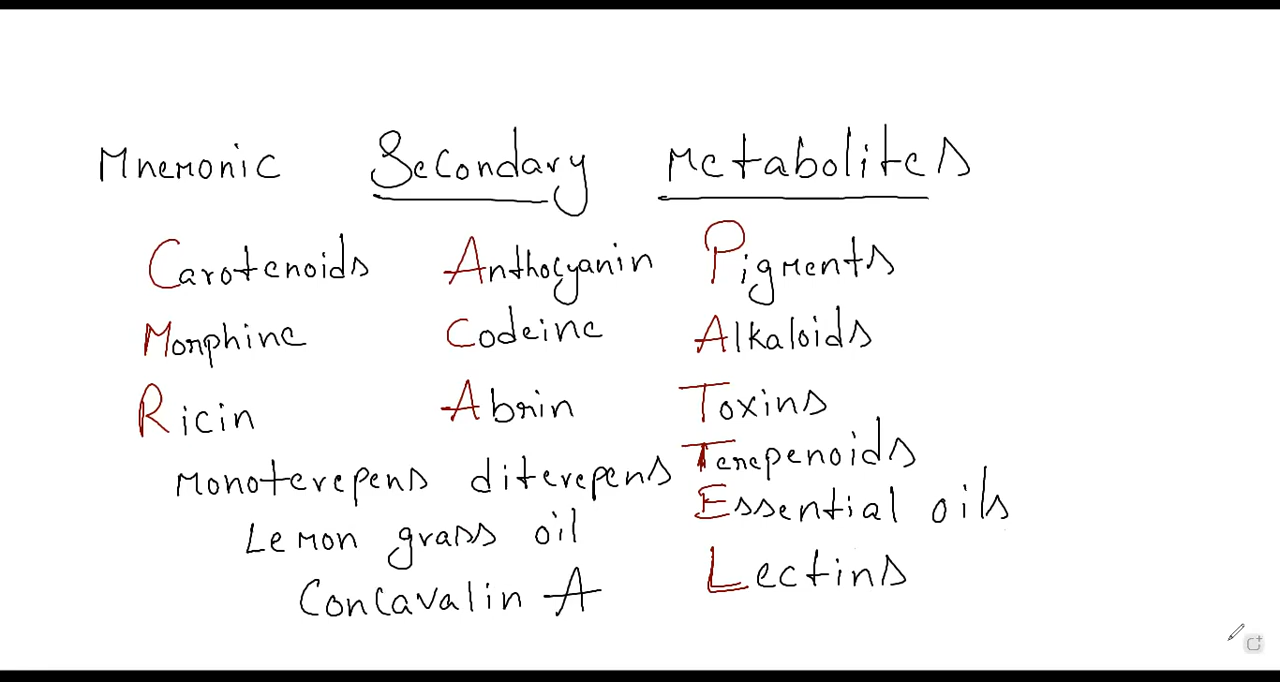 Mnemonic Secondary Metabolites
Carotenoids Anthocyanin Pigments
Morphine Codeine Alkaloids
Ricin Abrin Toxins
Monoterepens diterepens Terepenoids
Lemon grass oil Essential oils
Concavalin A Lectins